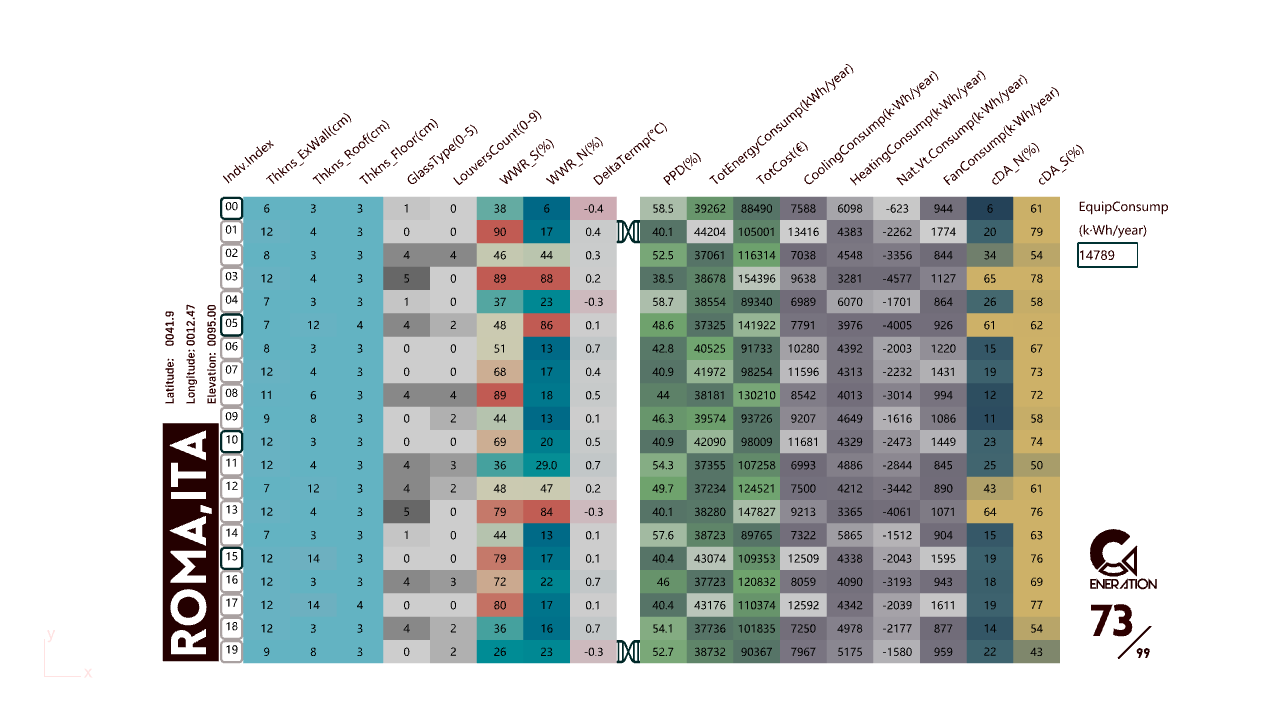 Indv.Index Thkns_ExWall(cm) Thkns_Roof(cm) Thkns_Floor(cm) GlassType(0-5) LouversCount(0-9) WWR_S(%) WWR_N(%) DeltaTermp(°C) PPD(%) TotEnergyConsump(kWh/year) TotCost(€) CoolingConsump(k·Wh/year) HeatingConsump(k·Wh/year) Nat.Vt.Consump(k·Wh/year) FanConsump(k·Wh/year) cDA_N(%) cDA_S(%)
00 6 3 3 1 0 38 6 -0.4 58.5 39262 88490 7588 6098 -623 944 6 61
01 12 4 3 0 90 17 0.4 40.1 44204 105001 13416 4383 -2262 1774 20 79
02 8 3 3 4 4 46 44 0.3 52.5 37061 116314 7038 4548 -3356 844 34 54
03 12 4 3 5 0 89 88 0.2 38.5 38678 154396 9638 3281 -4577 1127 65 78
04 7 3 3 1 0 37 23 -0.3 58.7 38554 89340 6989 6070 -1701 864 26 58
05 7 12 4 4 2 48 86 0.1 48.6 37325 141922 7791 3976 -4005 926 61 62
06 8 3 3 0 0 51 13 0.7 42.8 40525 91733 10280 4392 -2003 1220 15 67
07 12 4 3 0 0 68 17 0.4 40.9 41972 98254 11596 4313 -2232 1431 19 73
08 11 6 3 4 4 89 18 0.5 44 38181 130210 8542 4013 -3014 994 12 72
09 9 8 3 0 2 44 13 0.1 46.3 39574 93726 9207 4649 -1616 1086 11 58
10 12 3 3 0 0 69 20 0.5 40.9 42090 98009 11681 4329 -2473 1449 23 74
11 12 4 3 4 3 36 29.0 0.7 54.3 37355 107258 6993 4886 -2844 845 25 50
12 7 12 3 4 2 48 47 0.2 49.7 37234 124521 7500 4212 -3442 890 43 61
13 12 4 3 5 0 79 84 -0.3 40.1 38280 147827 9213 3365 -4061 1071 64 76
14 7 3 3 1 0 44 13 0.1 57.6 38723 89765 7322 5865 -1512 904 15 63
15 12 14 3 0 0 79 17 0.1 40.4 43074 109353 12509 4338 -2043 1595 19 76
16 12 3 3 4 3 72 22 0.7 46 37723 120832 8059 4090 -3193 943 18 69
17 12 14 4 0 0 80 17 0.1 40.4 43176 110374 12592 4342 -2039 1611 19 77
18 12 3 3 4 2 36 16 0.7 54.1 37736 101835 7250 4978 -2177 877 14 54
19 9 8 3 0 2 26 23 -0.3 52.7 38732 90367 7967 5175 -1580 959 22 43
EquipConsump
(k·Wh/year)
14789
Latitude: 0041.9
Longitude: 0012.47
Elevation: 0095.00
ROMA,ITA
ENERATION
73/99
y
x